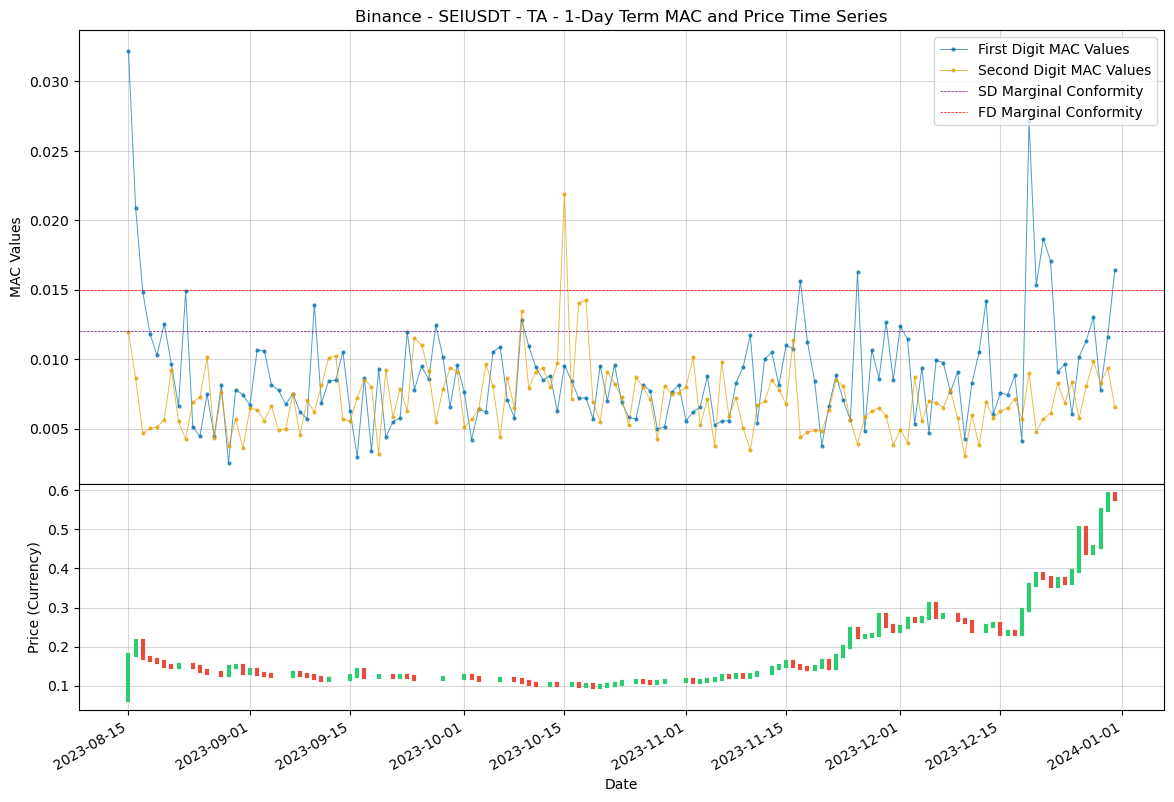 Binance - SEIUSDT - TA - 1-Day Term MAC and Price Time Series
First Digit MAC Values
Second Digit MAC Values
SD Marginal Conformity
FD Marginal Conformity
MAC Values
0.030
0.025
0.020
0.015
0.010
0.005
Price (Currency)
0.6
0.5
0.4
0.3
0.2
0.1
2023-08-15
2023-09-01
2023-09-15
2023-10-01
2023-10-15
2023-11-01
2023-11-15
2023-12-01
2023-12-15
2024-01-01
Date